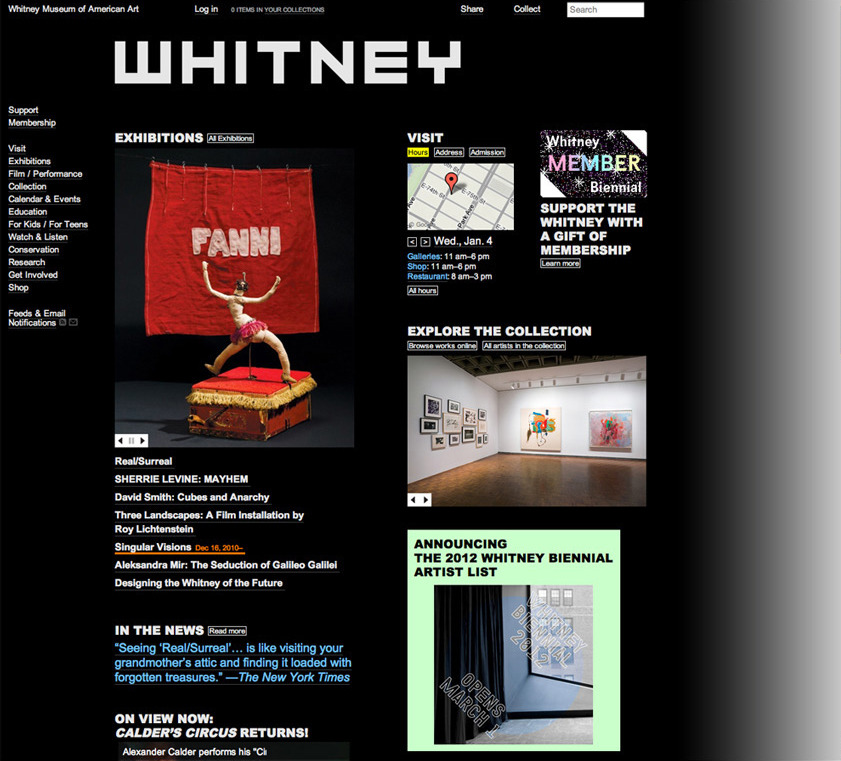 Whitney Museum of American Art
Log in
0 ITEMS IN YOUR COLLECTIONS
Share
Collect
Search
WHITNEY
Support
Membership
Visit
Exhibitions
Film / Performance
Collection
Calendar & Events
Education
For Kids / For Teens
Watch & Listen
Conservation
Research
Get Involved
Shop
Feeds & Email
Notifications
EXHIBITIONS All Exhibitions
FANNI
Real/Surreal
SHERRIE LEVINE: MAYHEM
David Smith: Cubes and Anarchy
Three Landscapes: A Film Installation by
Roy Lichtenstein
Singular Visions Dec 16, 2010–
Aleksandra Mir: The Seduction of Galileo Galilei
Designing the Whitney of the Future
IN THE NEWS Read more
“Seeing ‘Real/Surreal’… is like visiting your
grandmother’s attic and finding it loaded with
forgotten treasures.” —The New York Times
ON VIEW NOW:
CALDER’S CIRCUS RETURNS!
Alexander Calder performs his "Ci
VISIT
Hours Address Admission
E-74th St
E-75th St
Park Ave
Ave
Google
< > Wed., Jan. 4
Galleries: 11 am–6 pm
Shop: 11 am–6 pm
Restaurant: 8 am–3 pm
All hours
Whitney
MEMBER
Biennial
SUPPORT THE
WHITNEY WITH
A GIFT OF
MEMBERSHIP
Learn more
EXPLORE THE COLLECTION
Browse works online All artists in the collection
ANNOUNCING
THE 2012 WHITNEY BIENNIAL
ARTIST LIST
WHITNEY
BIENNIAL
OPENS
MARCH 1